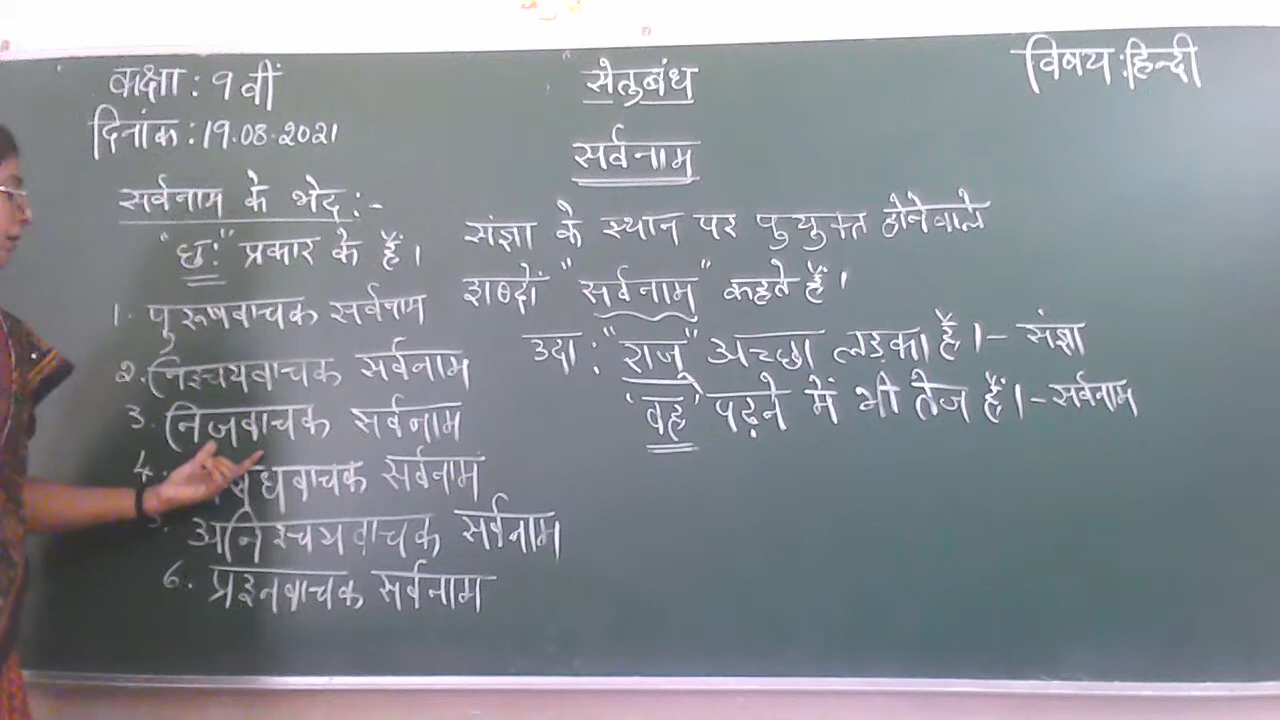 कक्षा : 9 वीं
दिनांक : 19.08.2021
सेतुबंध
विषय : हिन्दी
सर्वनाम
सर्वनाम के भेद :-
"छः" प्रकार के हैं ।
1. पुरूषवाचक सर्वनाम
2. निश्चयवाचक सर्वनाम
3. निजवाचक सर्वनाम
4. सर्वनाम
5. अनिश्चयवाचक सर्वनाम
6. प्रश्नवाचक सर्वनाम
संज्ञा के स्थान पर प्रयुक्त होनेवाले
शब्दों "सर्वनाम" कहते हैं ।
उदा : "राज" अच्छा लड़का है ।- संज्ञा
'वह' पढ़ने में भी तेज है ।- सर्वनाम